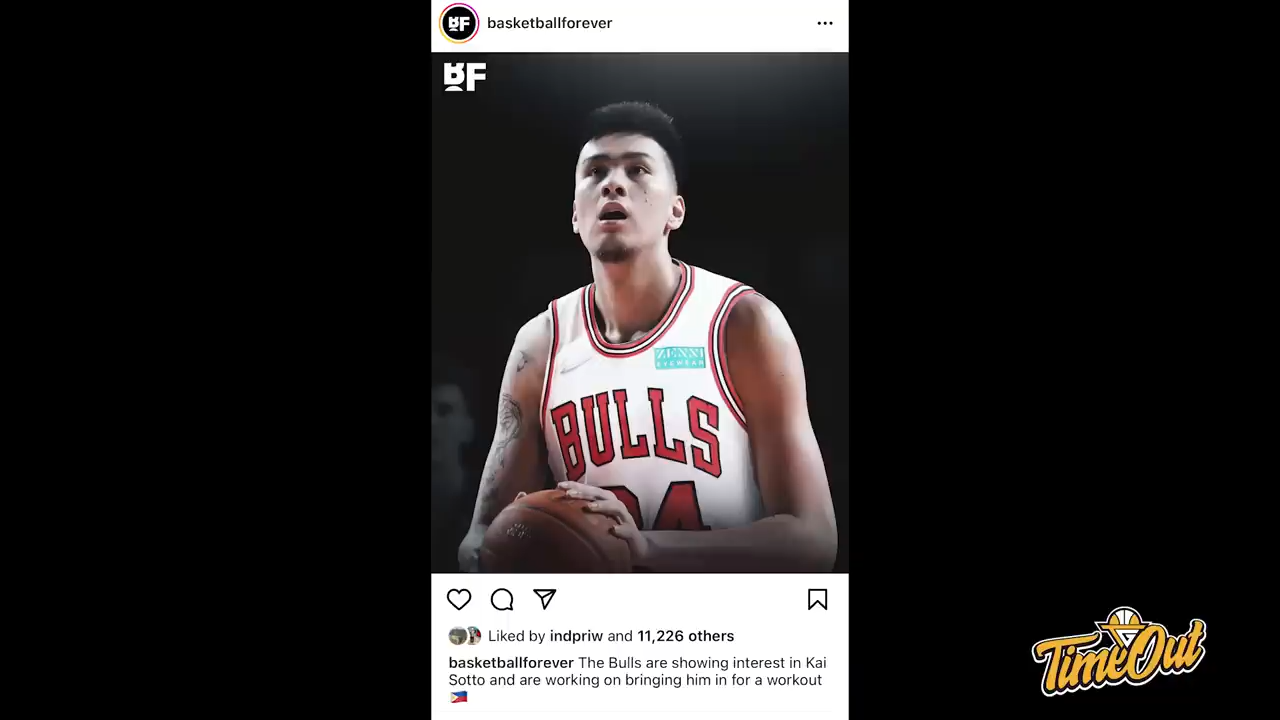 BF
basketballforever
BF
ZENNI
EYEWEAR
BULLS
Liked by indpriw and 11,226 others
basketballforever The Bulls are showing interest in Kai
Sotto and are working on bringing him in for a workout
TimeOut